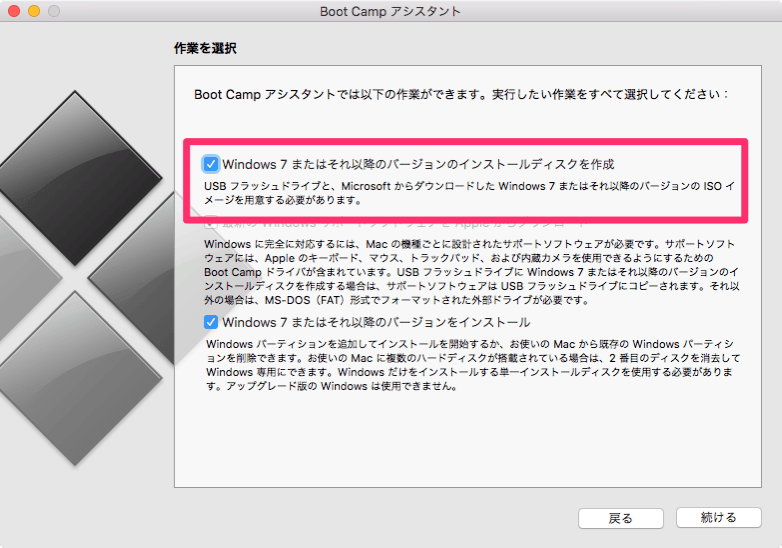 Boot Camp アシスタント
作業を選択
Boot Camp アシスタントでは以下の作業ができます。実行したい作業をすべて選択してください：
Windows 7 またはそれ以降のバージョンのインストールディスクを作成
USB フラッシュドライブと、Microsoft からダウンロードした Windows 7 またはそれ以降のバージョンの ISO イ
メージを用意する必要があります。
最新の Windows サポートソフトウェアを Apple からダウンロード
Windows に完全に対応するには、Mac の機種ごとに設計されたサポートソフトウェアが必要です。サポートソフト
ウェアには、Apple のキーボード、マウス、トラックパッド、および内蔵カメラを使用できるようにするための
Boot Camp ドライバが含まれています。USB フラッシュドライブに Windows 7 またはそれ以降のバージョンのイ
ンストールディスクを作成する場合は、サポートソフトウェアは USB フラッシュドライブにコピーされます。それ以
外の場合は、MS-DOS（FAT）形式でフォーマットされた外部ドライブが必要です。
Windows 7 またはそれ以降のバージョンをインストール
Windows パーティションを追加してインストールを開始するか、お使いの Mac から既存の Windows パーティシ
ョンを削除できます。お使いの Mac に複数のハードディスクが搭載されている場合は、2 番目のディスクを消去して
Windows 専用にできます。Windows だけをインストールする単一インストールディスクを使用する必要がありま
す。アップグレード版の Windows は使用できません。
戻る
続ける